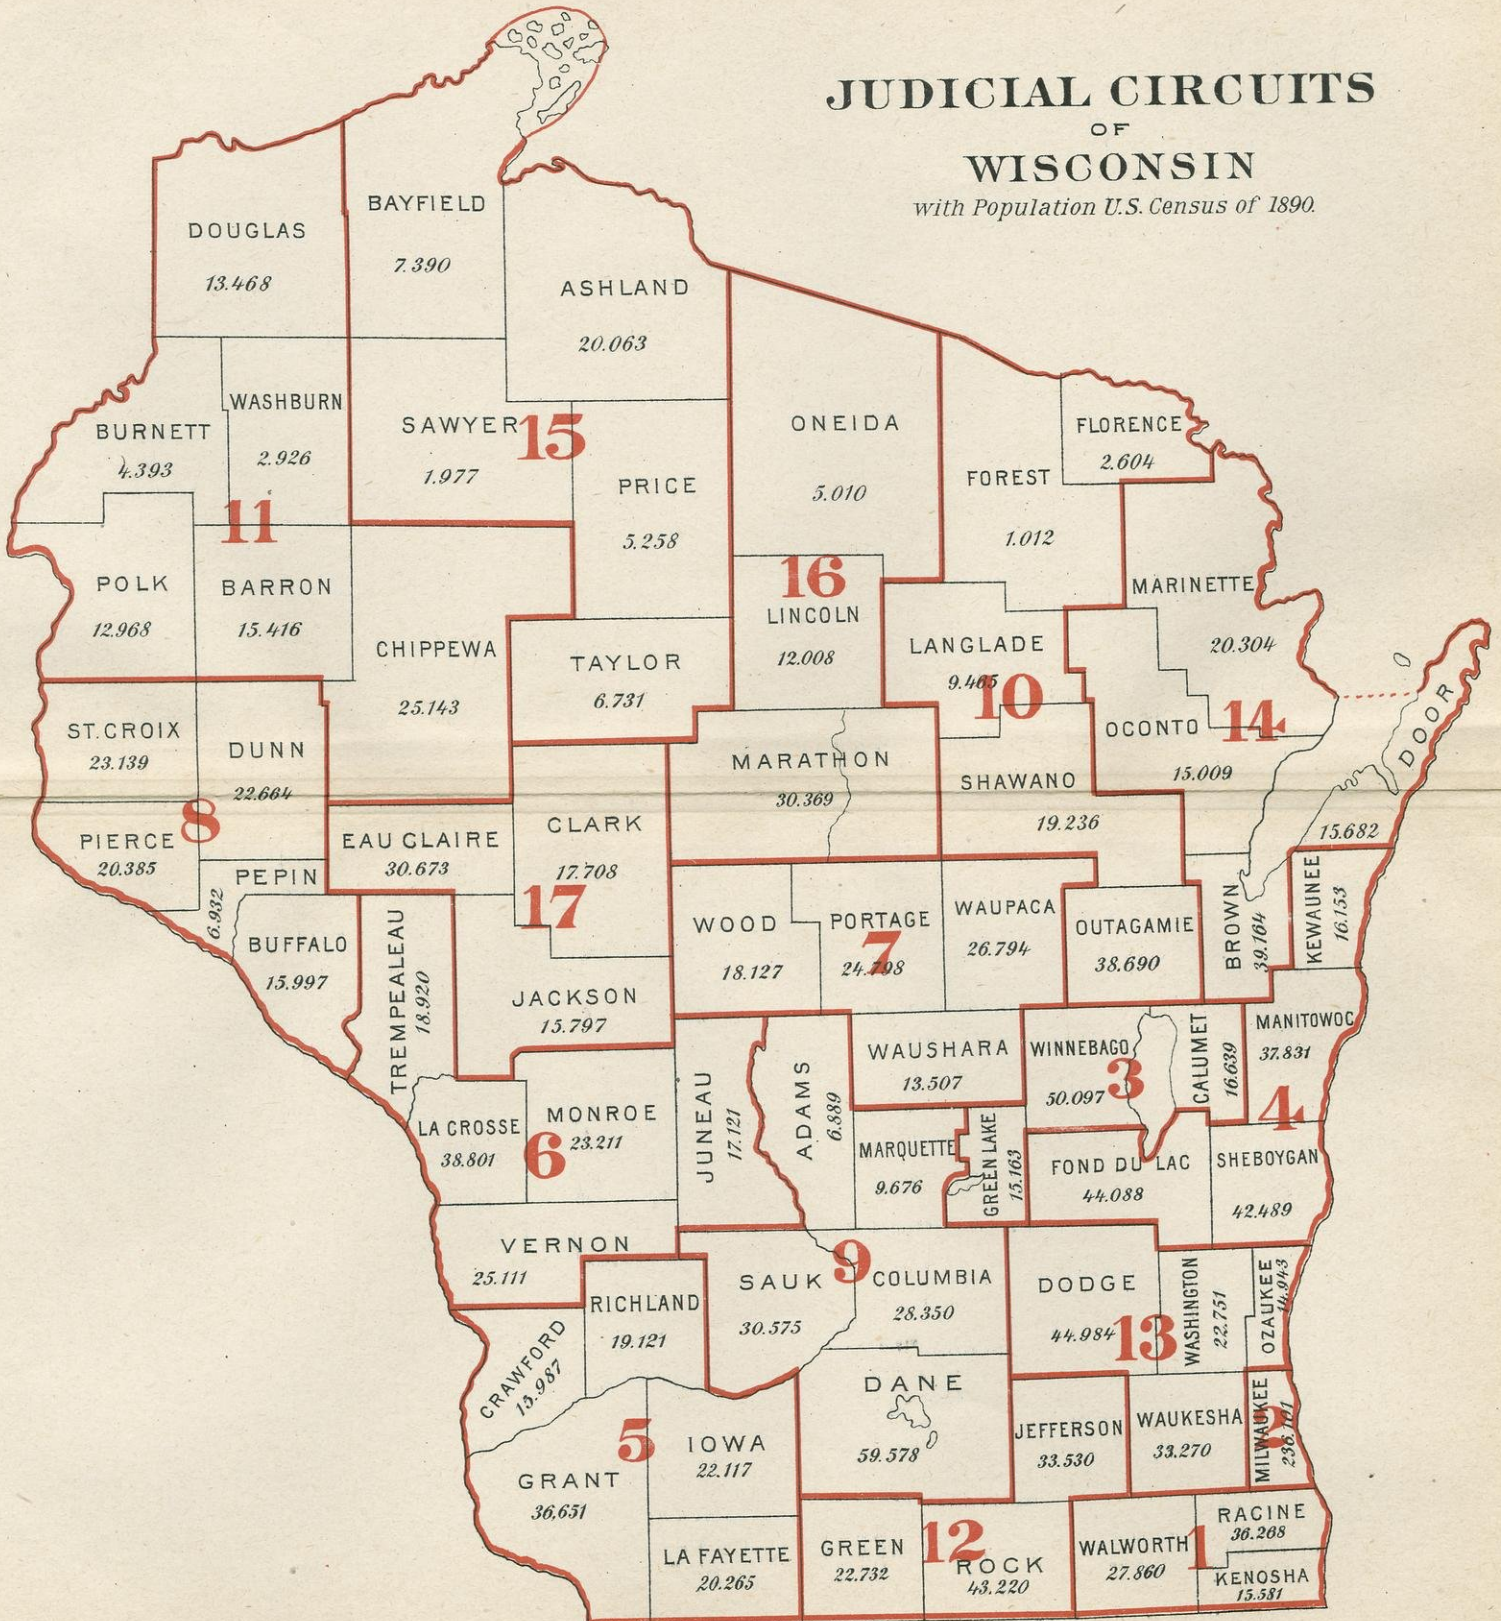 JUDICIAL CIRCUITS
OF
WISCONSIN
with Population U.S. Census of 1890.
DOUGLAS
13.468
BAYFIELD
7.390
ASHLAND
20.063
BURNETT
4.393
WASHBURN
2.926
SAWYER
1.977
15
PRICE
5.258
ONEIDA
5.010
FOREST
1.012
FLORENCE
2.604
11
POLK
12.968
BARRON
15.416
CHIPPEWA
25.143
TAYLOR
6.731
16
LINCOLN
12.008
LANGLADE
9.465
10
MARINETTE
20.304
14
OCONTO
15.009
DOOR
15.682
ST. CROIX
23.139
DUNN
22.664
8
PIERCE
20.385
PEPIN
6.932
EAU CLAIRE
30.673
CLARK
17.708
17
MARATHON
30.369
SHAWANO
19.236
BUFFALO
15.997
TREMPEALEAU
18.920
JACKSON
15.797
WOOD
18.127
PORTAGE
24.798
7
WAUPACA
26.794
OUTAGAMIE
38.690
BROWN
39.164
KEWAUNEE
16.153
LA CROSSE
38.801
6
MONROE
23.211
JUNEAU
17.121
ADAMS
6.889
WAUSHARA
13.507
WINNEBAGO
50.097
3
CALUMET
16.639
MANITOWOC
37.831
4
MARQUETTE
9.676
GREEN LAKE
15.163
FOND DU LAC
44.088
SHEBOYGAN
42.489
VERNON
25.111
RICHLAND
19.121
SAUK
30.575
9
COLUMBIA
28.350
DODGE
44.984
13
WASHINGTON
22.751
OZAUKEE
14.943
CRAWFORD
15.987
GRANT
36,651
5
IOWA
22.117
DANE
59.578
JEFFERSON
33.530
WAUKESHA
33.270
MILWAUKEE
236.101
2
LA FAYETTE
20.265
GREEN
22.732
12
ROCK
43.220
WALWORTH
27.860
1
RACINE
36.268
KENOSHA
15.581